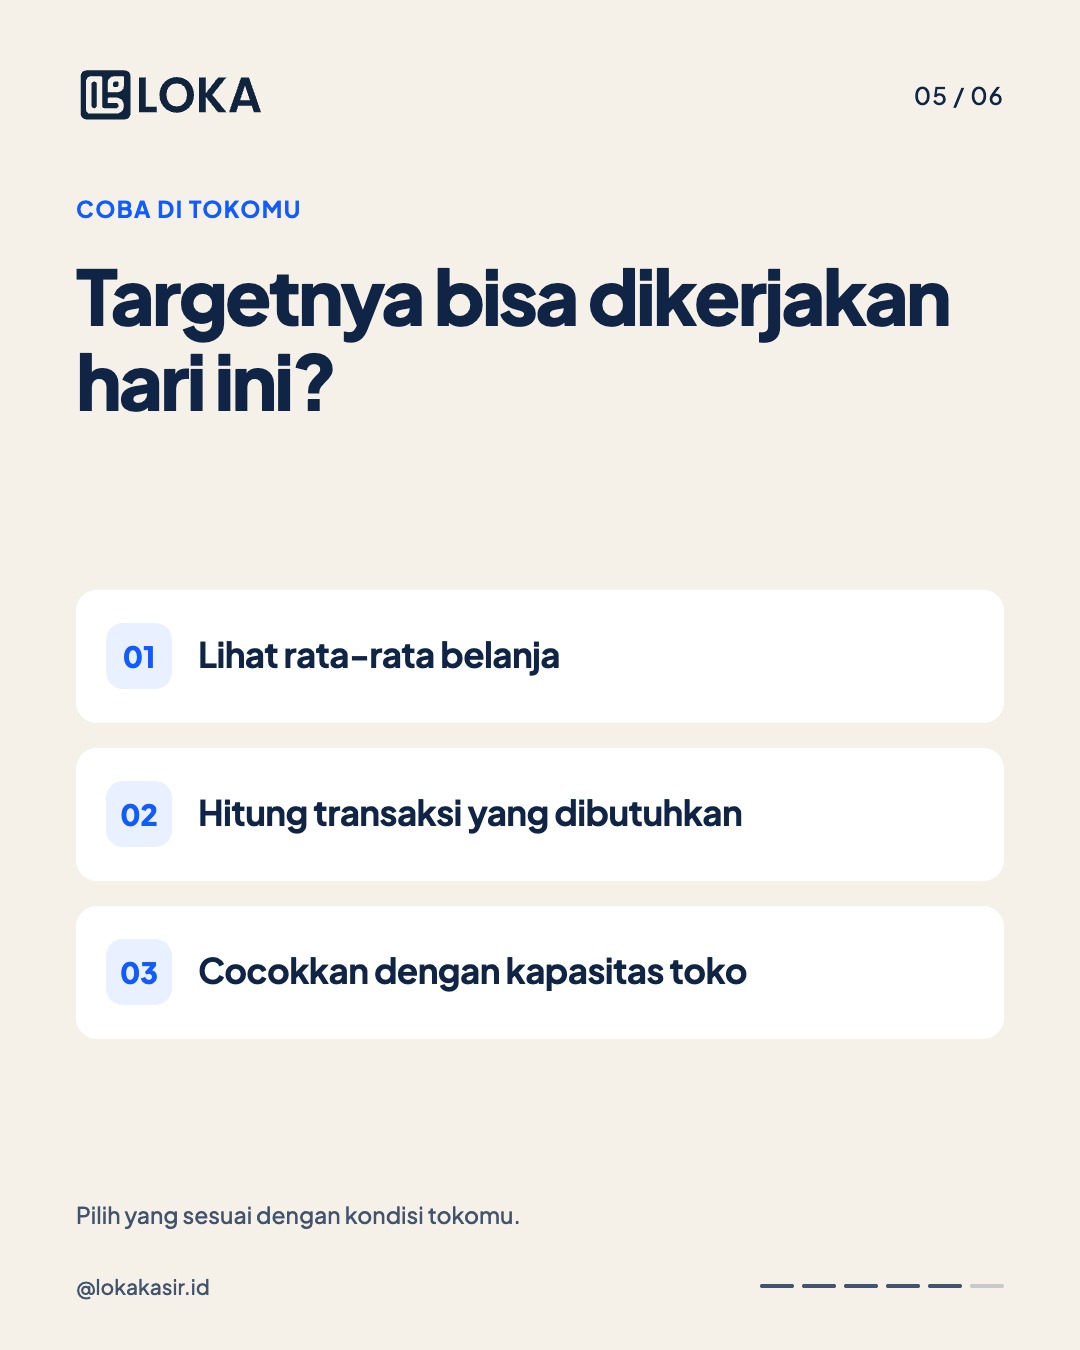 LOKA
05 / 06
COBA DI TOKOMU
Targetnya bisa dikerjakan
hari ini?
01 Lihat rata-rata belanja
02 Hitung transaksi yang dibutuhkan
03 Cocokkan dengan kapasitas toko
Pilih yang sesuai dengan kondisi tokomu.
@lokakasir.id